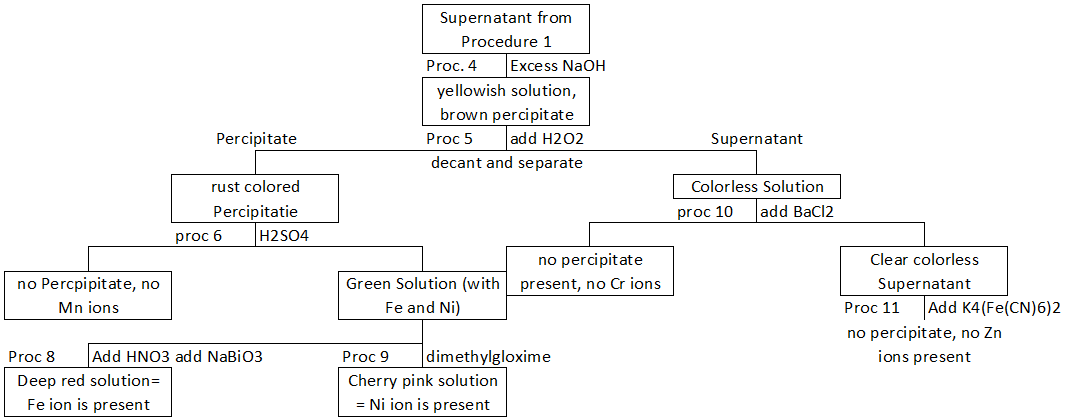 Supernatant from
Procedure 1
Proc. 4
Excess NaOH
yellowish solution,
brown percipitate
Percipitate
Proc 5
add H2O2
Supernatant
decant and separate
rust colored
Percipitatie
Colorless Solution
proc 6
H2SO4
proc 10
add BaCl2
no Percpipitate, no
Mn ions
Green Solution (with
Fe and Ni)
no percipitate
present, no Cr ions
Clear colorless
Supernatant
Proc 11
Add K4(Fe(CN)6)2
no percipitate, no Zn
ions present
Proc 8
Add HNO3 add NaBiO3
Proc 9
dimethylgloxime
Deep red solution=
Fe ion is present
Cherry pink solution
= Ni ion is present